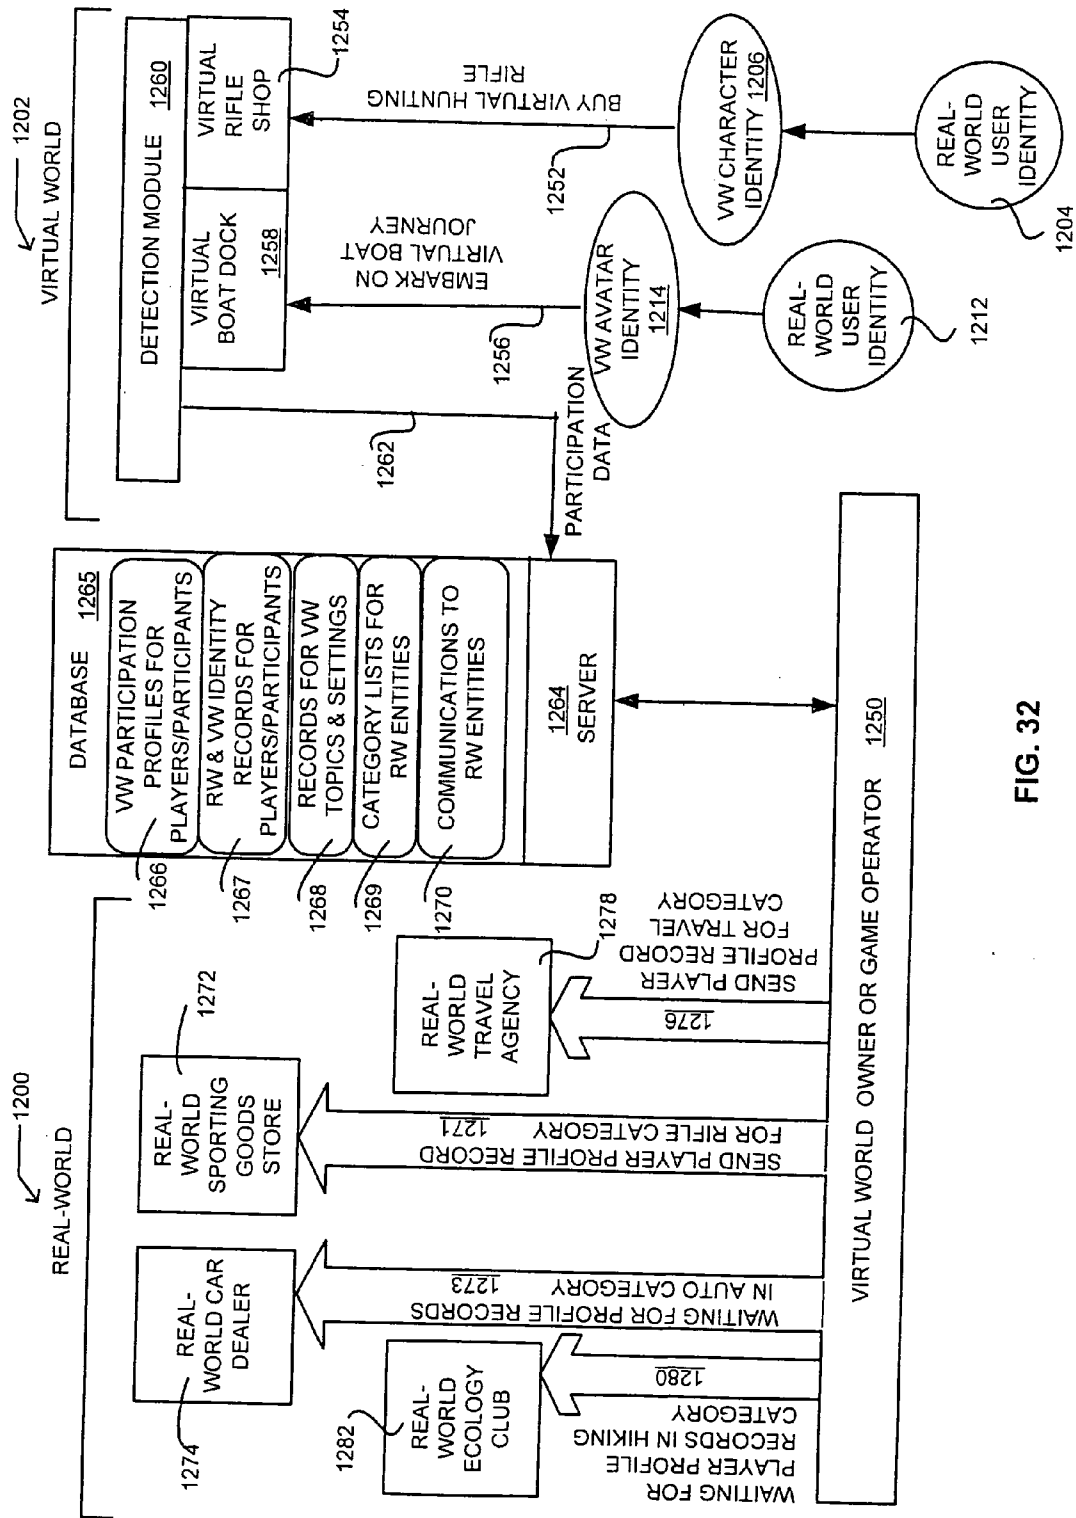 1200
REAL-WORLD
1202
VIRTUAL WORLD
1274
REAL-
WORLD CAR
DEALER
1272
REAL-
WORLD
SPORTING
GOODS
STORE
1282
REAL-
WORLD
ECOLOGY
CLUB
REAL-
WORLD
TRAVEL
AGENCY
1278
WAITING FOR
PLAYER PROFILE
RECORDS IN HIKING
CATEGORY
1280
WAITING FOR PROFILE RECORDS
IN AUTO CATEGORY 1273
SEND PLAYER PROFILE RECORD
FOR RIFLE CATEGORY 1271
1276
SEND PLAYER
PROFILE RECORD
FOR TRAVEL
CATEGORY
DATABASE 1265
VW PARTICIPATION
PROFILES FOR
PLAYERS/PARTICIPANTS
1266
RW & VW IDENTITY
RECORDS FOR
PLAYERS/PARTICIPANTS
1267
RECORDS FOR VW
TOPICS & SETTINGS
1268
CATEGORY LISTS FOR
RW ENTITIES
1269
COMMUNICATIONS TO
RW ENTITIES
1270
1264
SERVER
DETECTION MODULE 1260
VIRTUAL
BOAT DOCK
1258
VIRTUAL
RIFLE
SHOP
1254
1262
PARTICIPATION
DATA
EMBARK ON
VIRTUAL BOAT
JOURNEY
1256
BUY VIRTUAL HUNTING
RIFLE
1252
VW AVATAR
IDENTITY
1214
VW CHARACTER
IDENTITY 1206
REAL-
WORLD
USER
IDENTITY
1212
REAL-
WORLD
USER
IDENTITY
1204
VIRTUAL WORLD OWNER OR GAME OPERATOR 1250
FIG. 32